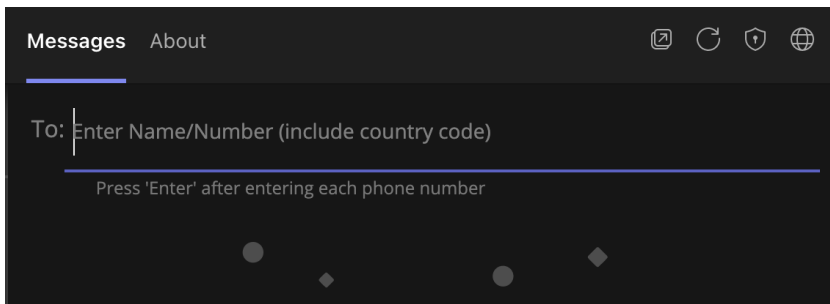 Messages About
To: Enter Name/Number (include country code)
Press 'Enter' after entering each phone number